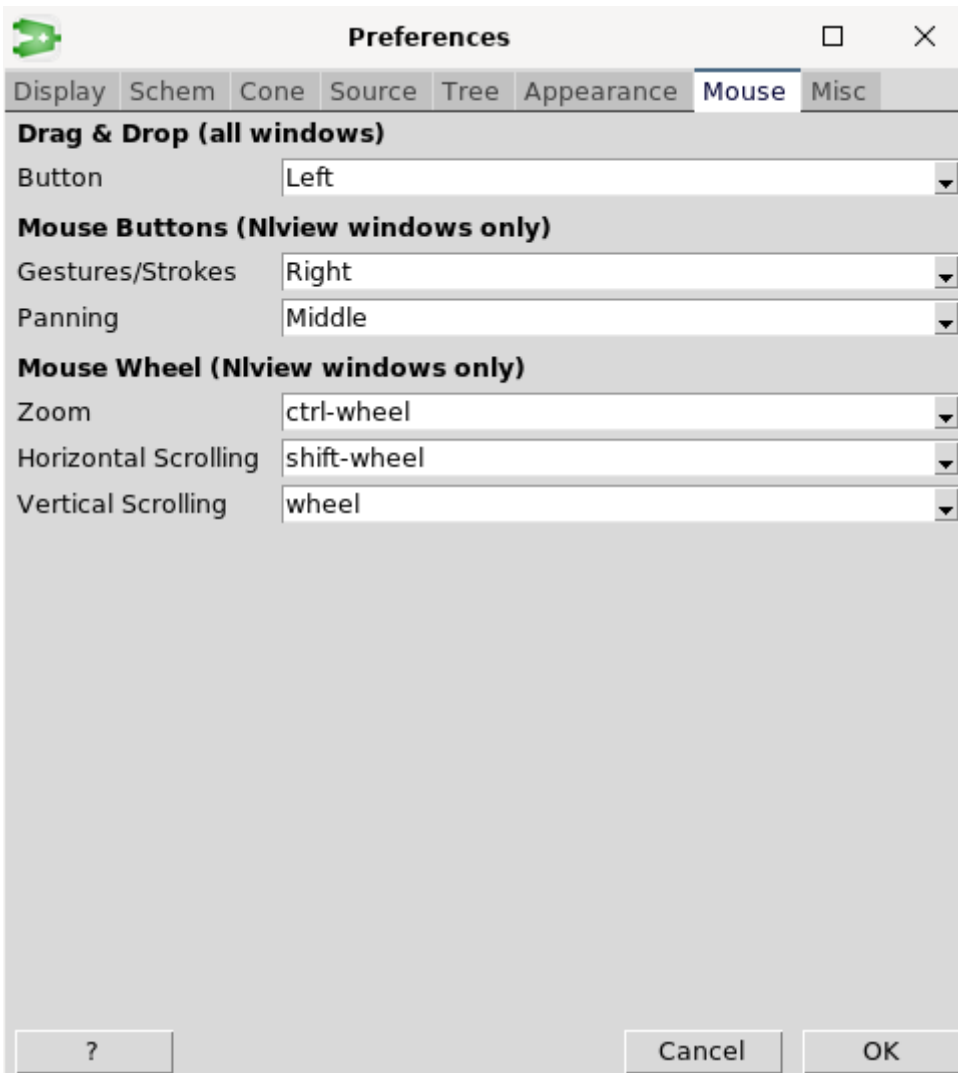 Preferences
Display Schem Cone Source Tree Appearance Mouse Misc
Drag & Drop (all windows)
Button Left
Mouse Buttons (Nlview windows only)
Gestures/Strokes Right
Panning Middle
Mouse Wheel (Nlview windows only)
Zoom ctrl-wheel
Horizontal Scrolling shift-wheel
Vertical Scrolling wheel
? Cancel OK